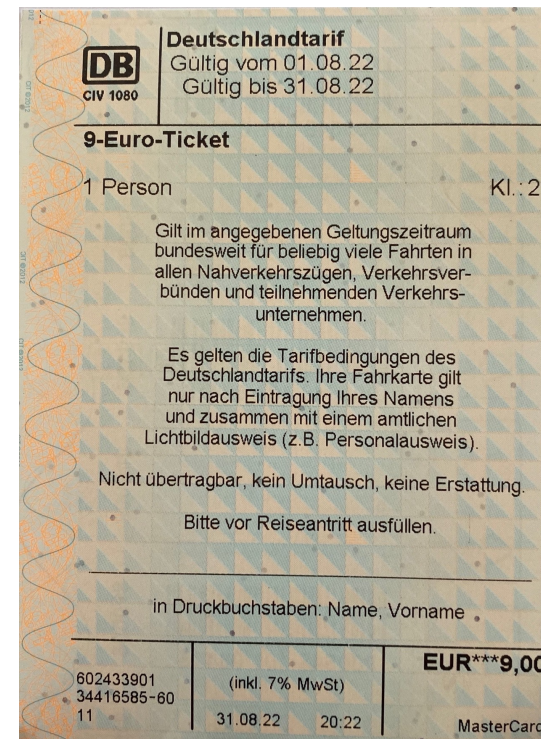 DB
CIV 1080
Deutschlandtarif
Gültig vom 01.08.22
Gültig bis 31.08.22
9-Euro-Ticket
1 Person Kl.: 2
Gilt im angegebenen Geltungszeitraum
bundesweit für beliebig viele Fahrten in
allen Nahverkehrszügen, Verkehrsver-
bünden und teilnehmenden Verkehrs-
unternehmen.
Es gelten die Tarifbedingungen des
Deutschlandtarifs. Ihre Fahrkarte gilt
nur nach Eintragung Ihres Namens
und zusammen mit einem amtlichen
Lichtbildausweis (z.B. Personalausweis).
Nicht übertragbar, kein Umtausch, keine Erstattung.
Bitte vor Reiseantritt ausfüllen.
in Druckbuchstaben: Name, Vorname
602433901
34416585-60
11
(inkl. 7% MwSt)
31.08.22 20:22
EUR***9,00
MasterCard